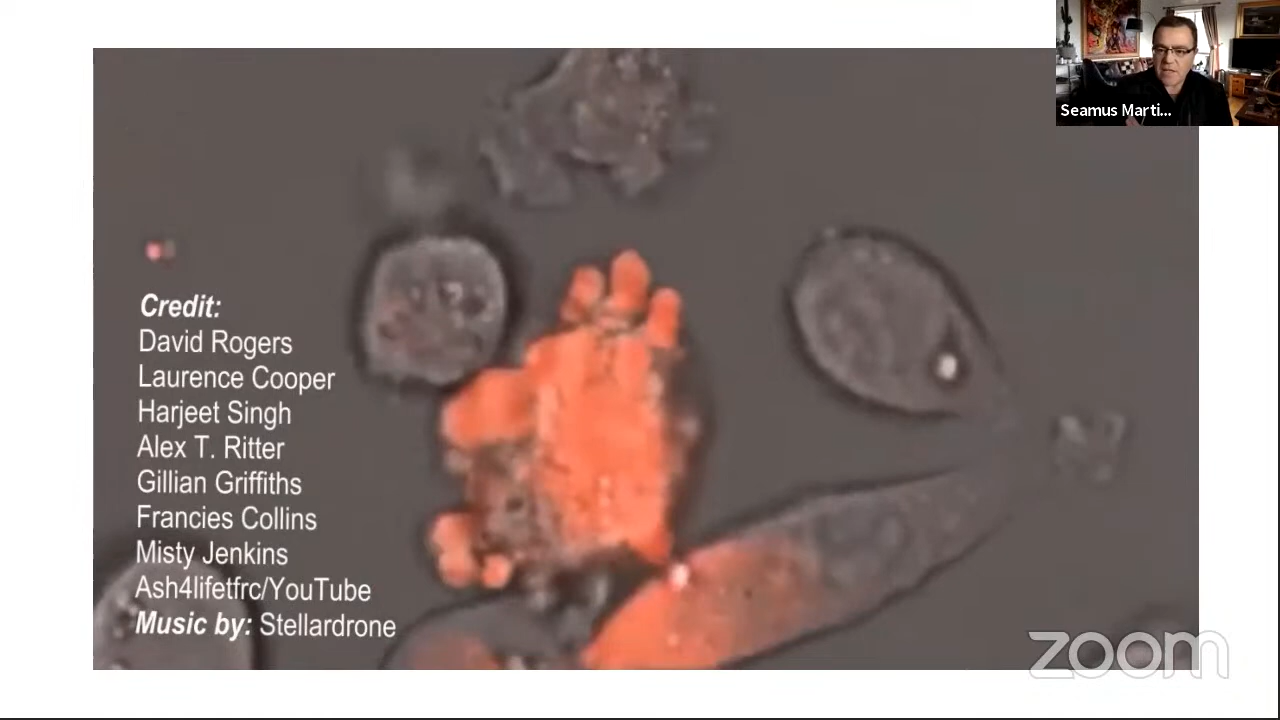 Seamus Marti...
Credit:
David Rogers
Laurence Cooper
Harjeet Singh
Alex T. Ritter
Gillian Griffiths
Francies Collins
Misty Jenkins
Ash4lifetfrc/YouTube
Music by: Stellardrone
zoom